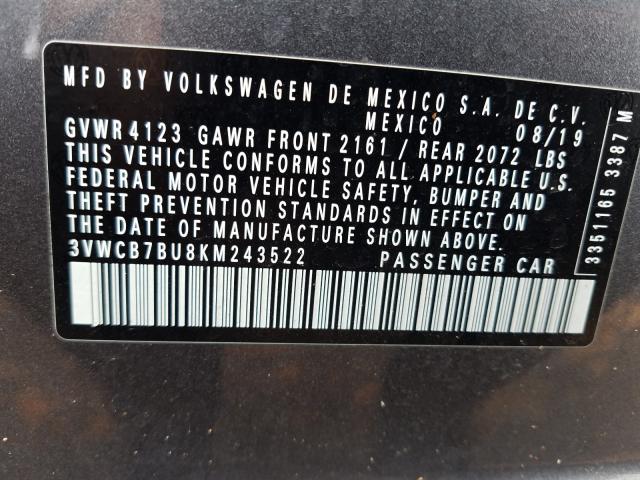 MFD BY VOLKSWAGEN DE MEXICO S.A. DE C.V.
MEXICO 08/19
GVWR 4123 GAWR FRONT 2161 / REAR 2072 LBS
THIS VEHICLE CONFORMS TO ALL APPLICABLE U.S.
FEDERAL MOTOR VEHICLE SAFETY, BUMPER AND
THEFT PREVENTION STANDARDS IN EFFECT ON
THE DATE OF MANUFACTURE SHOWN ABOVE.
3VWCB7BU8KM243522 PASSENGER CAR
3351165 3387 M